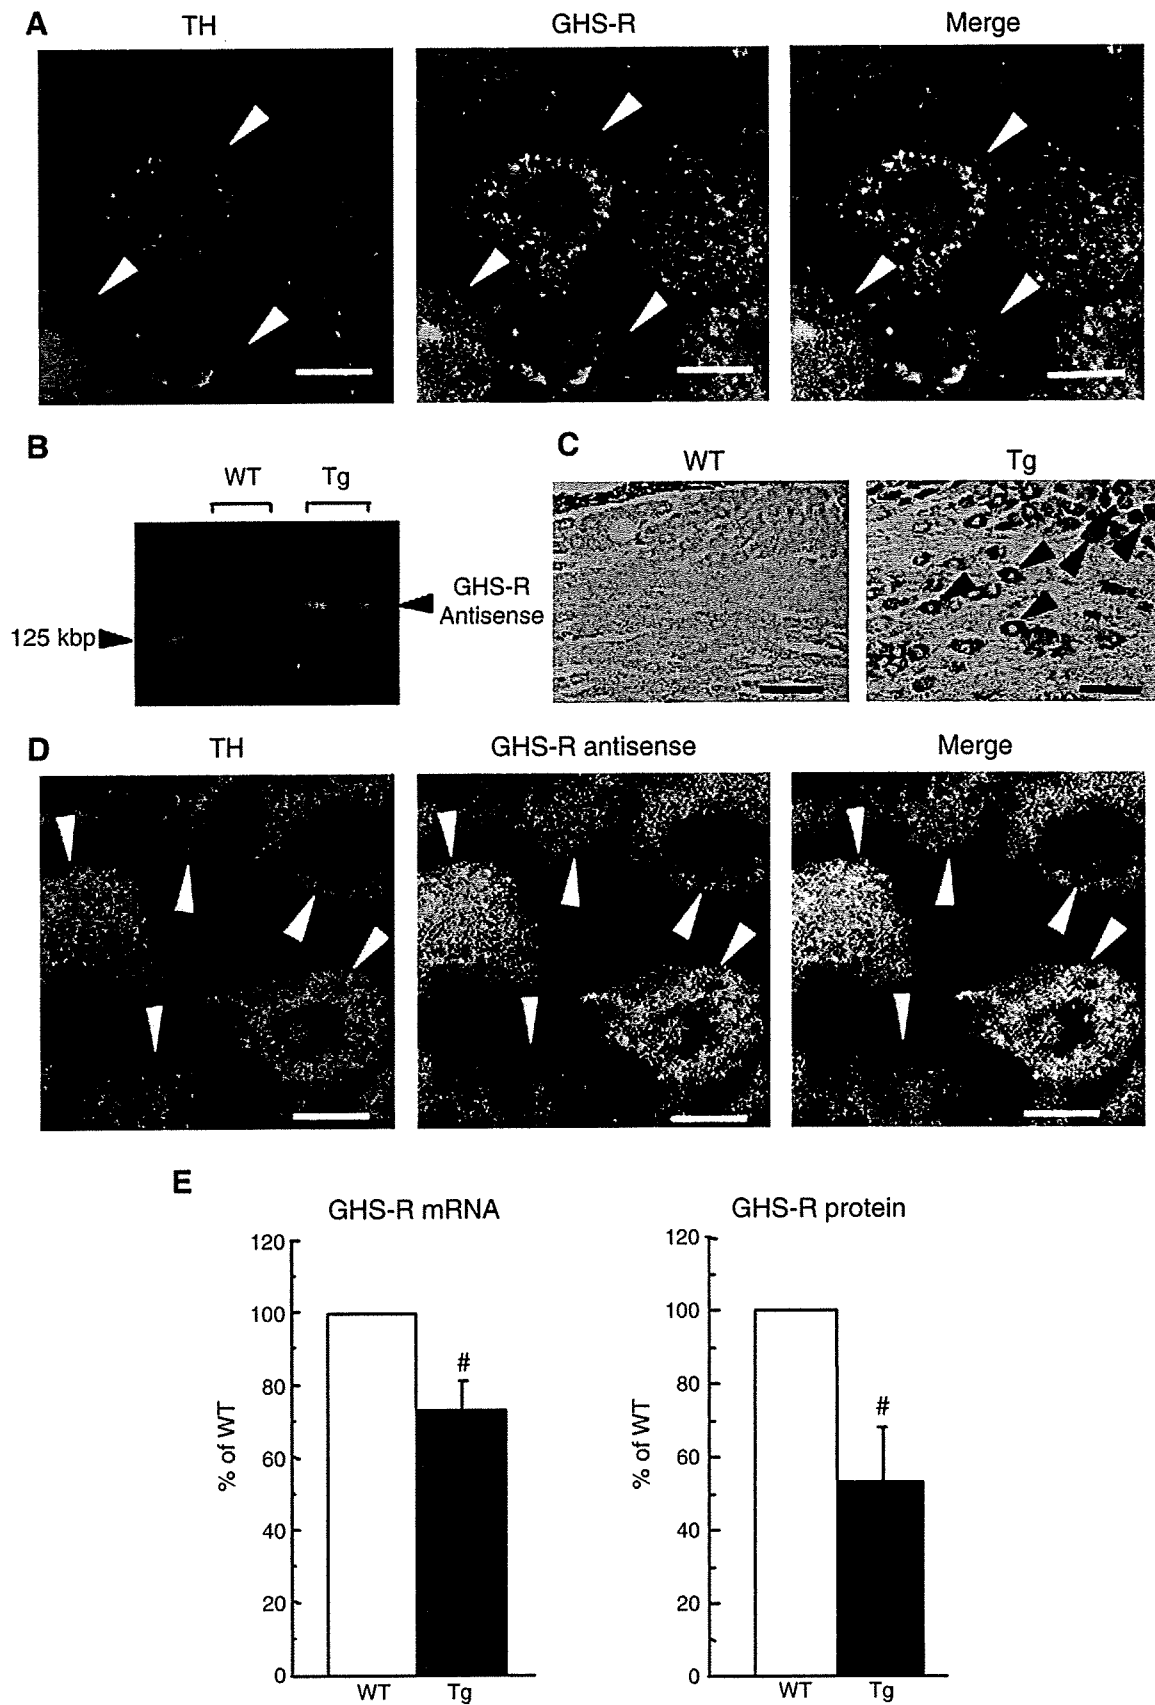 A
TH
GHS-R
Merge
B
WT
Tg
GHS-R
Antisense
125 kbp
C
WT
Tg
D
TH
GHS-R antisense
Merge
E
GHS-R mRNA
% of WT
120
100
80
60
40
20
0
#
WT
Tg
GHS-R protein
% of WT
120
100
80
60
40
20
0
#
WT
Tg